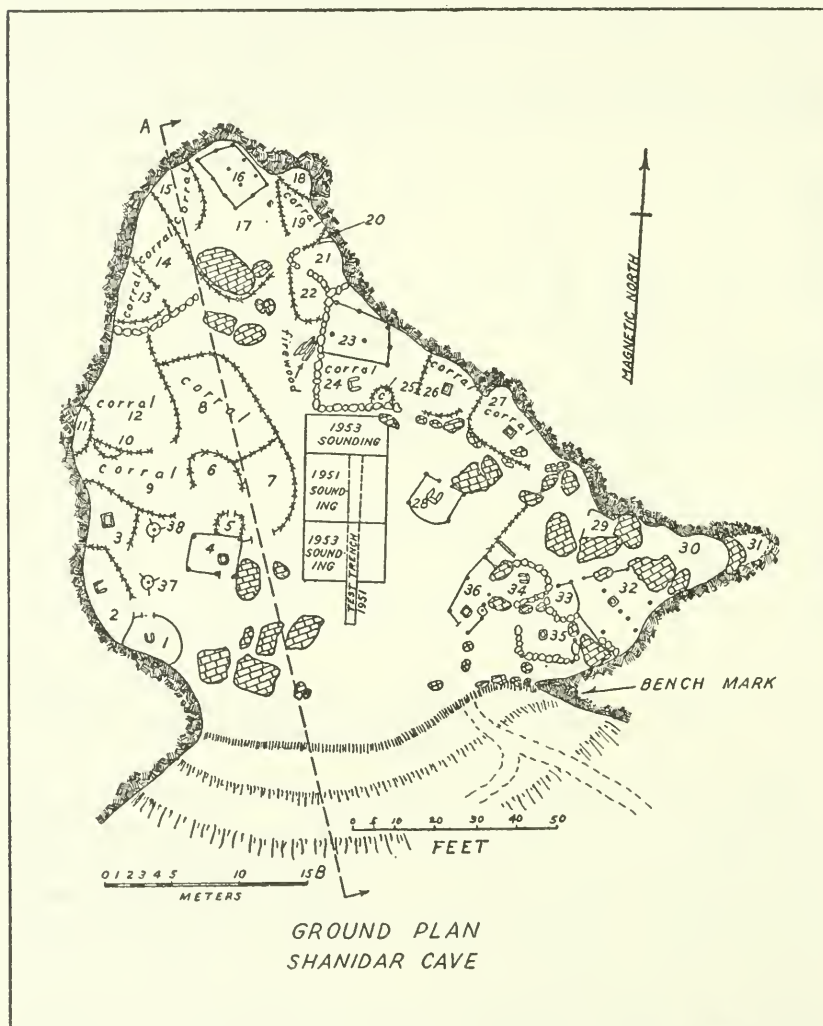 A
15
corral
16
18
corral
19
20
17
corral
14
21
corral
13
22
23
firewood
corral
24
C
25
corral
26
27
corral
corral
12
8
corral
11
10
corral
9
6
7
1953
SOUNDING
1951
SOUND-
ING
1953
SOUND-
ING
TEST TRENCH
1951
28
29
30
31
3
38
5
4
37
2
1
36
34
33
32
35
MAGNETIC NORTH
BENCH MARK
0 5 10 20 30 40 50
FEET
0 1 2 3 4 5 10 15
METERS
B
GROUND PLAN
SHANIDAR CAVE